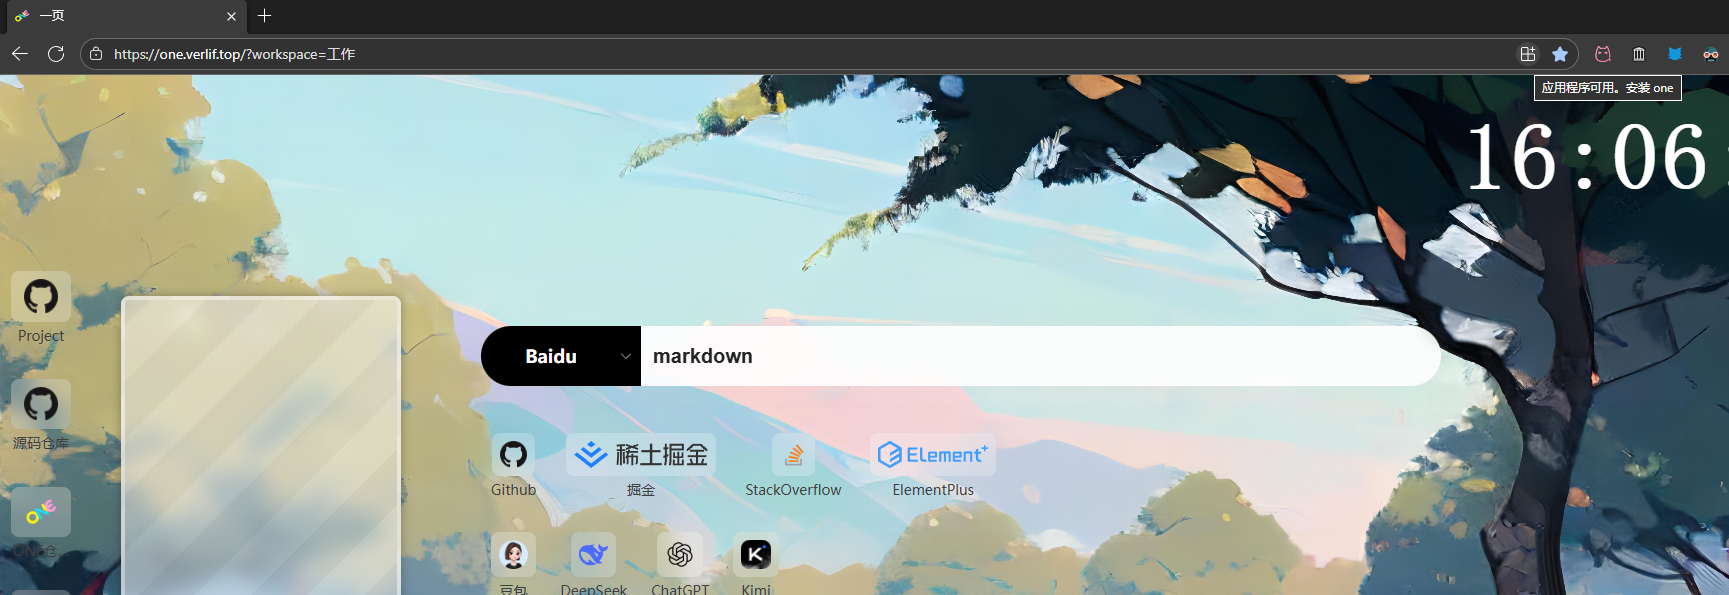 一页
https://one.verlif.top/?workspace=工作
应用程序可用。安装 one
16:06:
Project
Baidu
markdown
源码仓库
稀土掘金
Element+
Github
掘金
StackOverflow
ElementPlus
ONE仓
豆包
DeepSeek
ChatGPT
Kimi